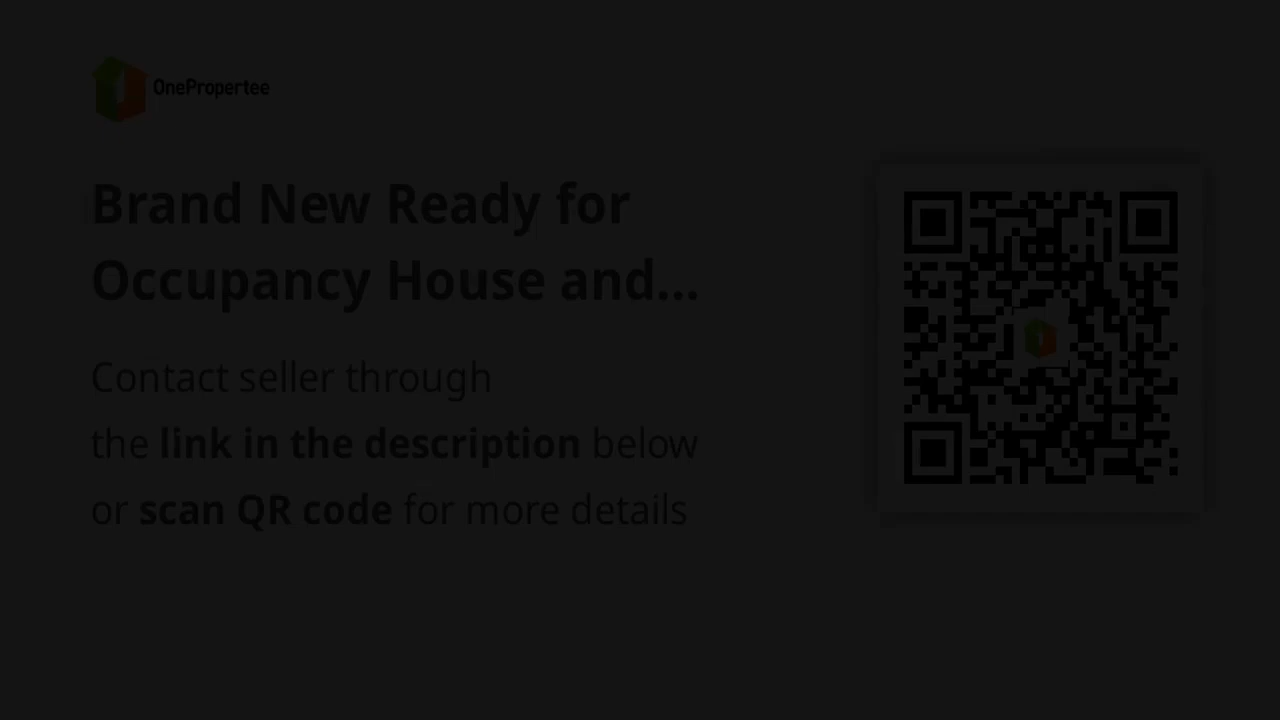 OnePropertee
Brand New Ready for
Occupancy House and...
Contact seller through
the link in the description below
or scan QR code for more details